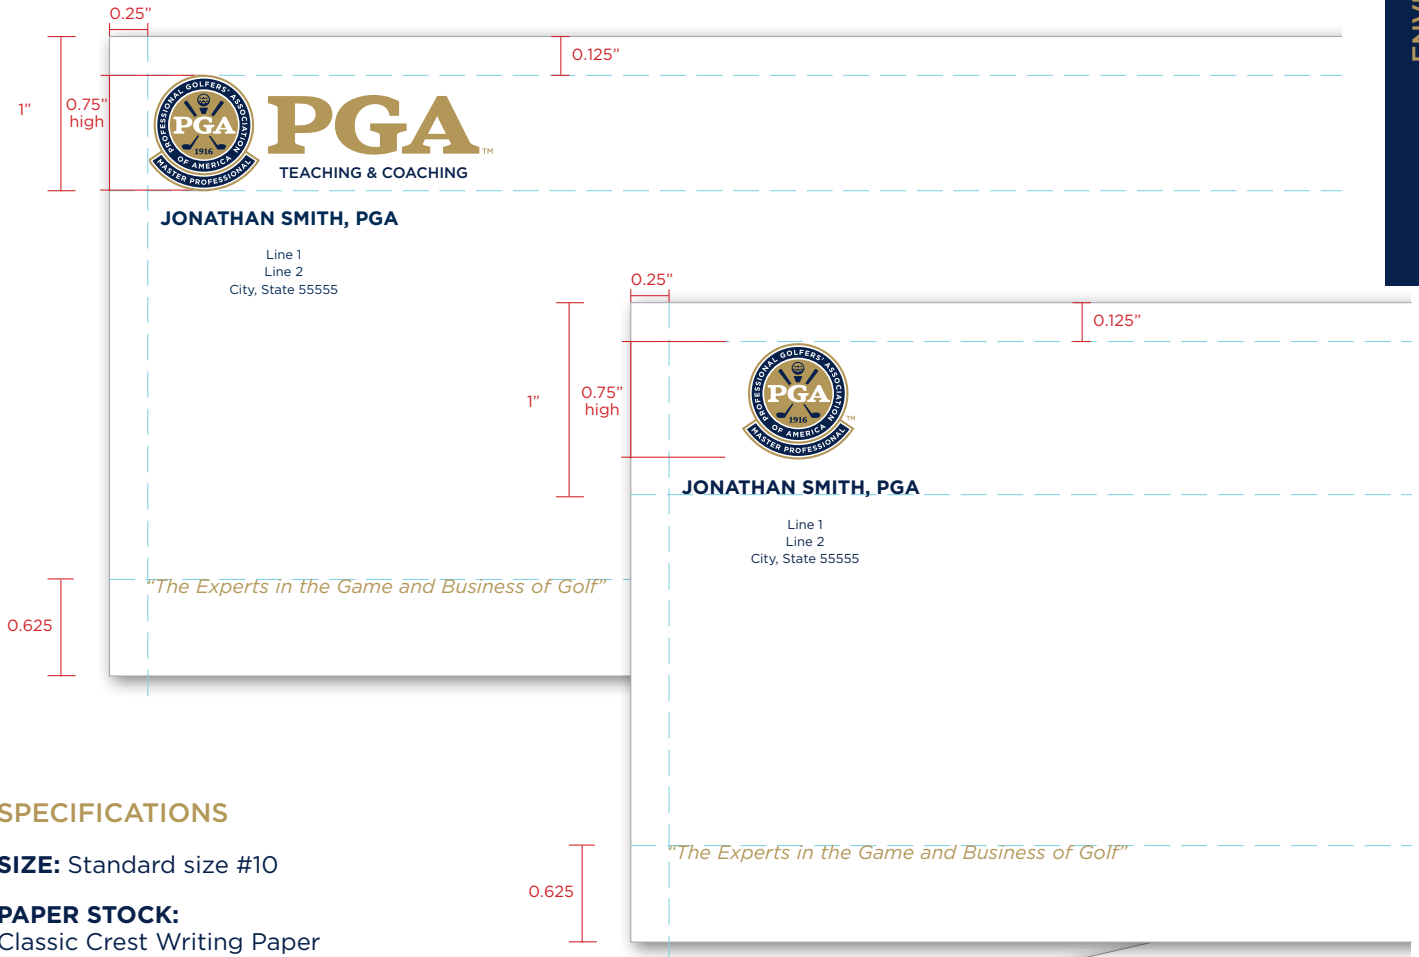 0.25”
0.125”
1”
0.75”
high
PROFESSIONAL GOLFERS' ASSOCIATION
OF AMERICA
PGA
1916
MASTER PROFESSIONAL
PGA™
TEACHING & COACHING
JONATHAN SMITH, PGA
Line 1
Line 2
City, State 55555
“The Experts in the Game and Business of Golf”
0.625
0.25”
0.125”
1”
0.75”
high
PROFESSIONAL GOLFERS' ASSOCIATION
OF AMERICA
PGA
1916
MASTER PROFESSIONAL
™
JONATHAN SMITH, PGA
Line 1
Line 2
City, State 55555
“The Experts in the Game and Business of Golf”
0.625
SPECIFICATIONS
SIZE: Standard size #10
PAPER STOCK:
Classic Crest Writing Paper